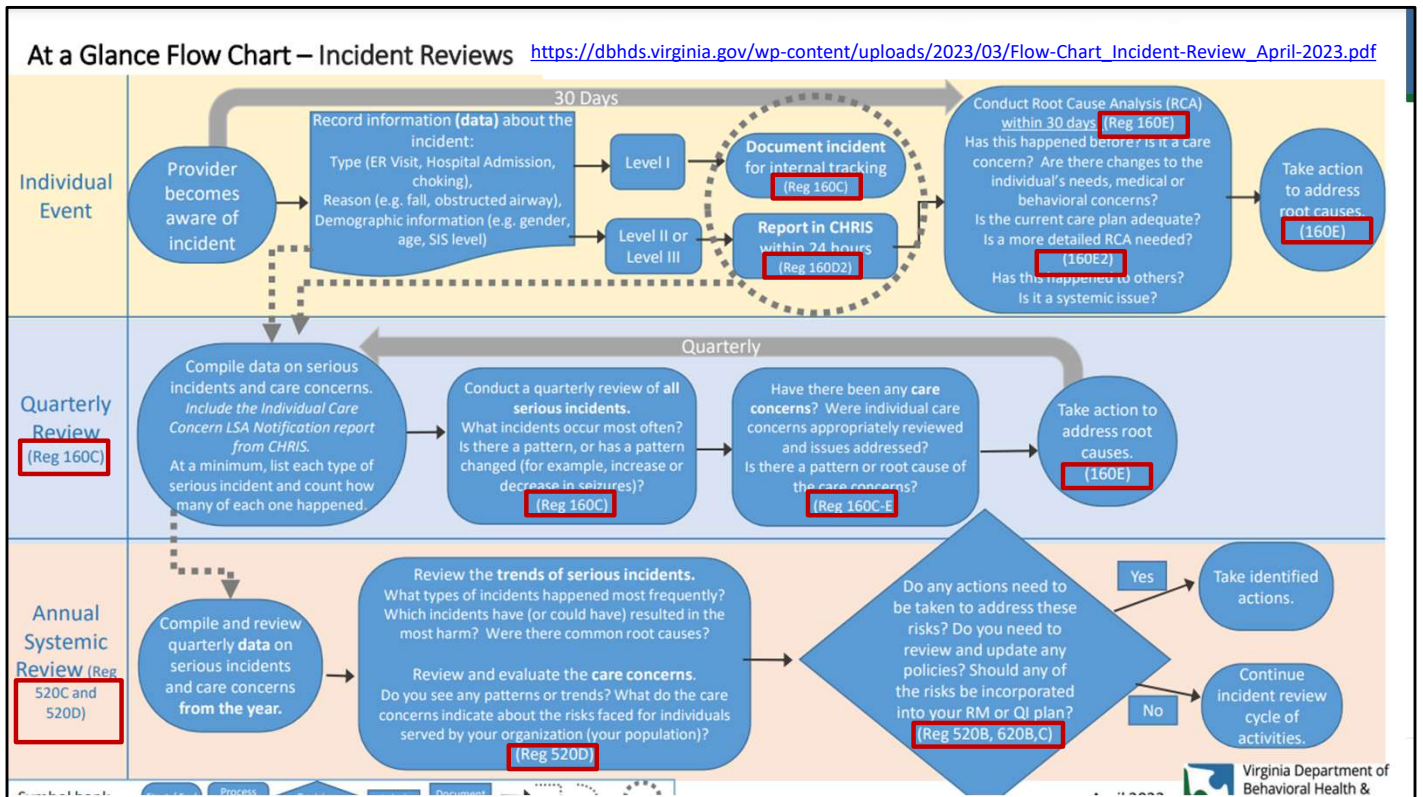 At a Glance Flow Chart – Incident Reviews
https://dbhds.virginia.gov/wp-content/uploads/2023/03/Flow-Chart_Incident-Review_April-2023.pdf
30 Days
Individual
Event
Provider
becomes
aware of
incident
Record information (data) about the
incident:
Type (ER Visit, Hospital Admission,
choking),
Reason (e.g. fall, obstructed airway),
Demographic information (e.g. gender,
age, SIS level)
Level I
Level II or
Level III
Document incident
for internal tracking
(Reg 160C)
Report in CHRIS
within 24 hours
(Reg 160D2)
Conduct Root Cause Analysis (RCA)
within 30 days (Reg 160E)
Has this happened before? Is it a care
concern? Are there changes to the
individual's needs, medical or
behavioral concerns?
Is the current care plan adequate?
Is a more detailed RCA needed?
(160E2)
Has this happened to others?
Is it a systemic issue?
Take action
to address
root causes.
(160E)
Quarterly
Quarterly
Review
(Reg 160C)
Compile data on serious
incidents and care concerns.
Include the Individual Care
Concern LSA Notification report
from CHRIS.
At a minimum, list each type of
serious incident and count how
many of each one happened.
Conduct a quarterly review of all
serious incidents.
What incidents occur most often?
Is there a pattern, or has a pattern
changed (for example, increase or
decrease in seizures)?
(Reg 160C)
Have there been any care
concerns? Were individual care
concerns appropriately reviewed
and issues addressed?
Is there a pattern or root cause of
the care concerns?
(Reg 160C-E
Take action to
address root
causes.
(160E)
Annual
Systemic
Review (Reg
520C and
520D)
Compile and review
quarterly data on
serious incidents
and care concerns
from the year.
Review the trends of serious incidents.
What types of incidents happened most frequently?
Which incidents have (or could have) resulted in the
most harm? Were there common root causes?
Review and evaluate the care concerns.
Do you see any patterns or trends? What do the care
concerns indicate about the risks faced for individuals
served by your organization (your population)?
(Reg 520D)
Do any actions need to
be taken to address these
risks? Do you need to
review and update any
policies? Should any of
the risks be incorporated
into your RM or QI plan?
(Reg 520B, 620B,C)
Yes
No
Take identified
actions.
Continue
incident review
cycle of
activities.
Process
Document
Virginia Department of
Behavioral Health &